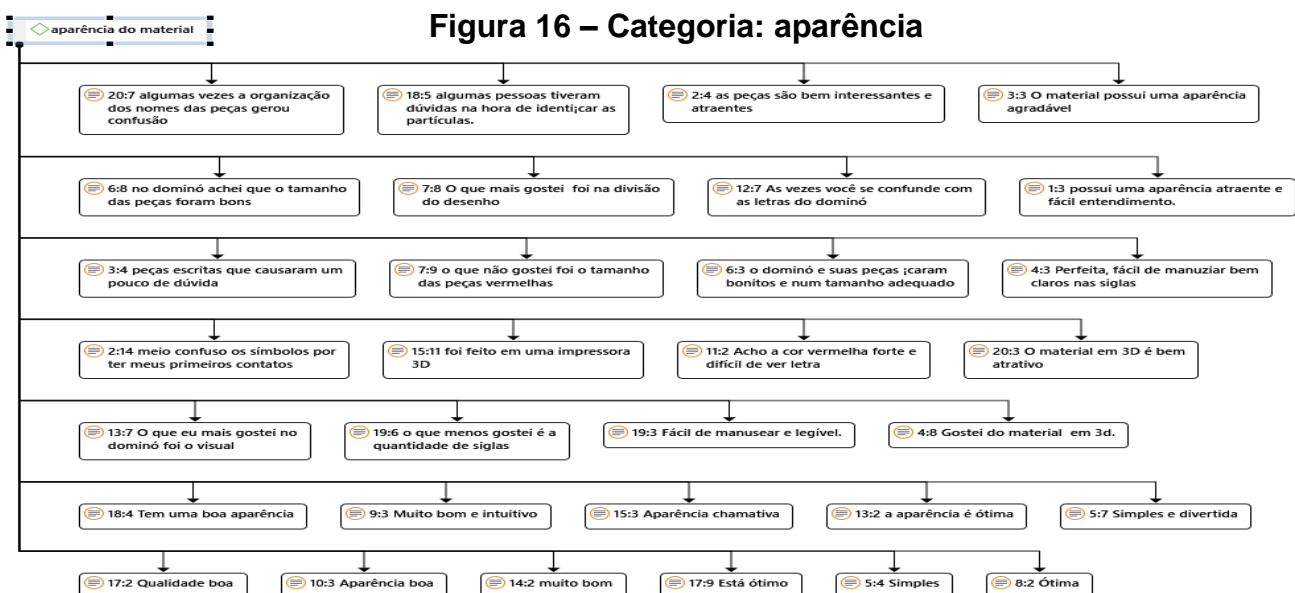 aparência do material
Figura 16 – Categoria: aparência
20:7 algumas vezes a organização
dos nomes das peças gerou
confusão
18:5 algumas pessoas tiveram
dúvidas na hora de identi¡car as
partículas.
2:4 as peças são bem interessantes e
atraentes
3:3 O material possui uma aparência
agradável
6:8 no dominó achei que o tamanho
das peças foram bons
7:8 O que mais gostei foi na divisão
do desenho
12:7 As vezes você se confunde com
as letras do dominó
1:3 possui uma aparência atraente e
fácil entendimento.
3:4 peças escritas que causaram um
pouco de dúvida
7:9 o que não gostei foi o tamanho
das peças vermelhas
6:3 o dominó e suas peças ¡caram
bonitos e num tamanho adequado
4:3 Perfeita, fácil de manuziar bem
claros nas siglas
2:14 meio confuso os símbolos por
ter meus primeiros contatos
15:11 foi feito em uma impressora
3D
11:2 Acho a cor vermelha forte e
difícil de ver letra
20:3 O material em 3D é bem
atrativo
13:7 O que eu mais gostei no
dominó foi o visual
19:6 o que menos gostei é a
quantidade de siglas
19:3 Fácil de manusear e legível.
4:8 Gostei do material em 3d.
18:4 Tem uma boa aparência
9:3 Muito bom e intuitivo
15:3 Aparência chamativa
13:2 a aparência é ótima
5:7 Simples e divertida
17:2 Qualidade boa
10:3 Aparência boa
14:2 muito bom
17:9 Está ótimo
5:4 Simples
8:2 Ótima